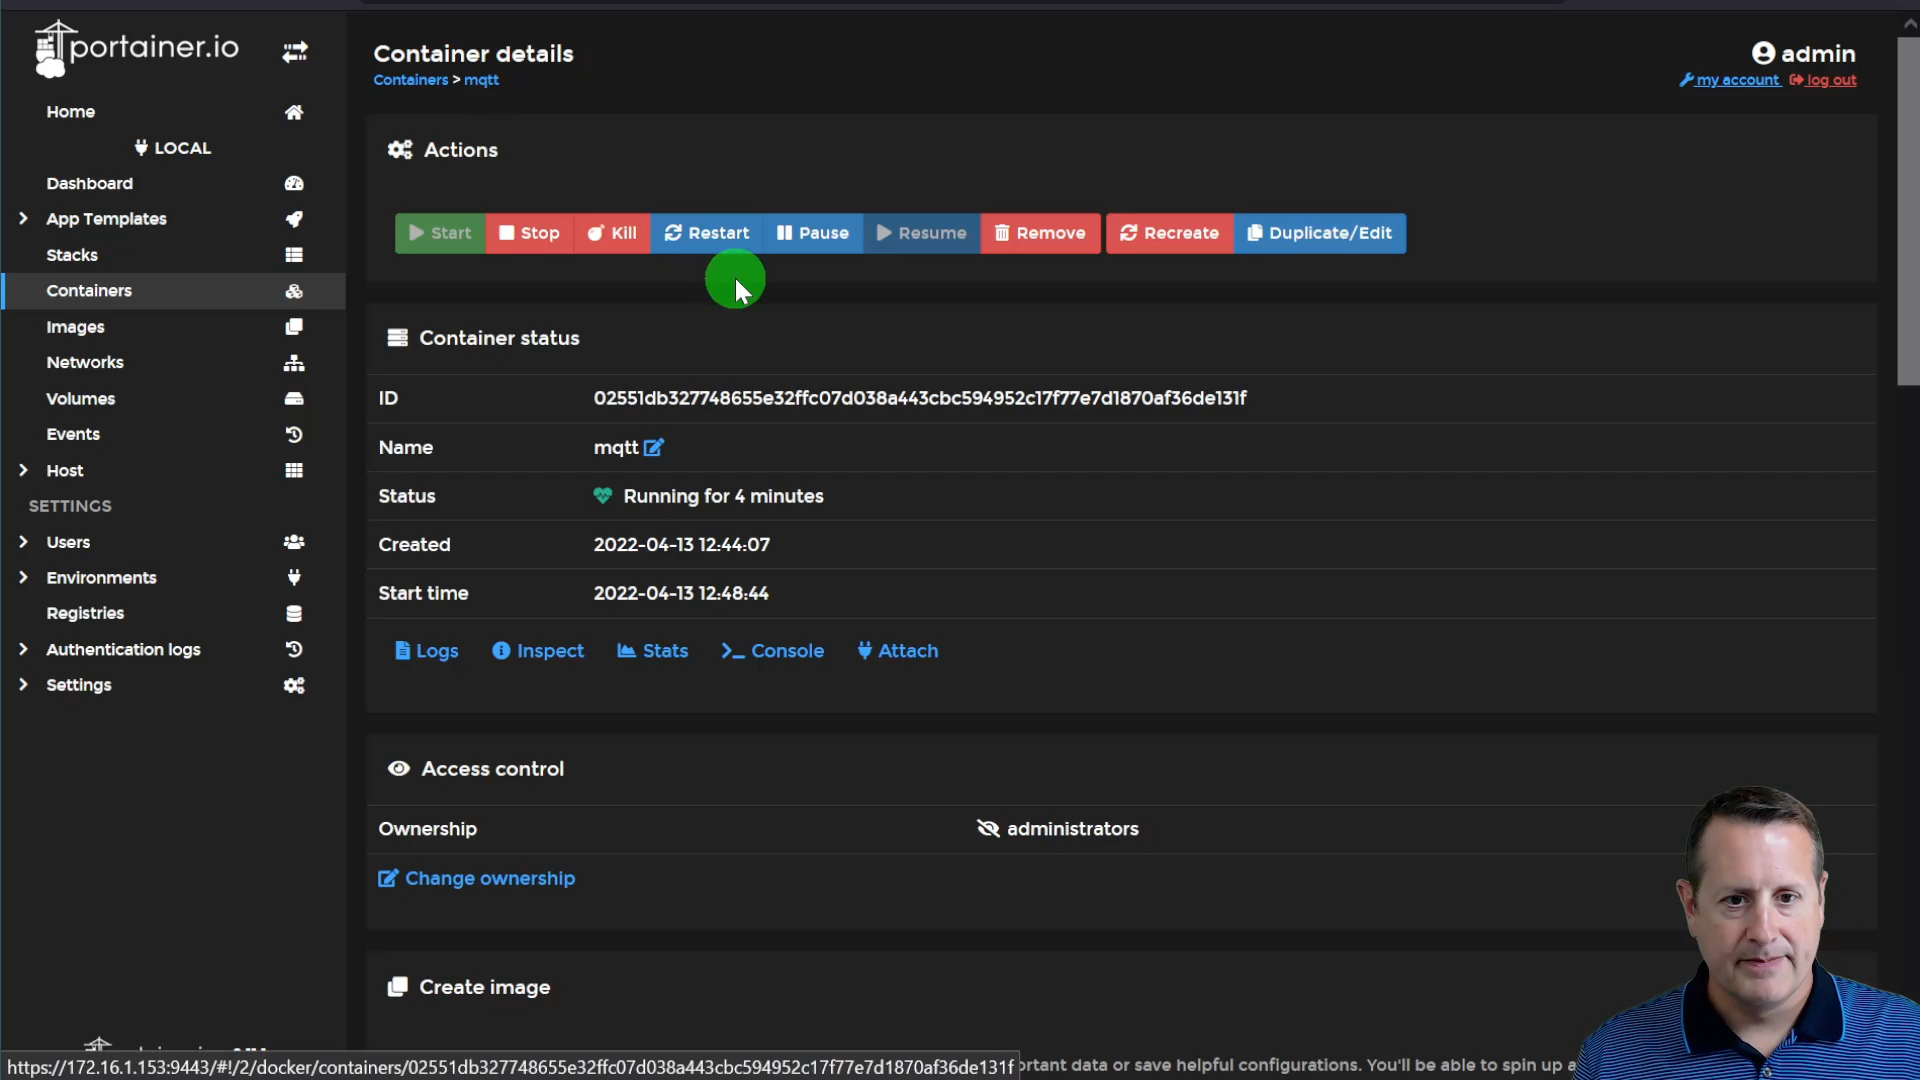 portainer.io
Home
LOCAL
Dashboard
App Templates
Stacks
Containers
Images
Networks
Volumes
Events
Host
SETTINGS
Users
Environments
Registries
Authentication logs
Settings
Container details
Containers > mqtt
admin
my account log out
Actions
Start Stop Kill Restart Pause Resume Remove Recreate Duplicate/Edit
Container status
ID 02551db327748655e32ffc07d038a443cbc594952c17f77e7d1870af36de131f
Name mqtt
Status Running for 4 minutes
Created 2022-04-13 12:44:07
Start time 2022-04-13 12:48:44
Logs Inspect Stats Console Attach
Access control
Ownership administrators
Change ownership
Create image
https://172.16.1.153:9443/#!/2/docker/containers/02551db327748655e32ffc07d038a443cbc594952c17f77e7d1870af36de131f
rtant data or save helpful configurations. You'll be able to spin up a